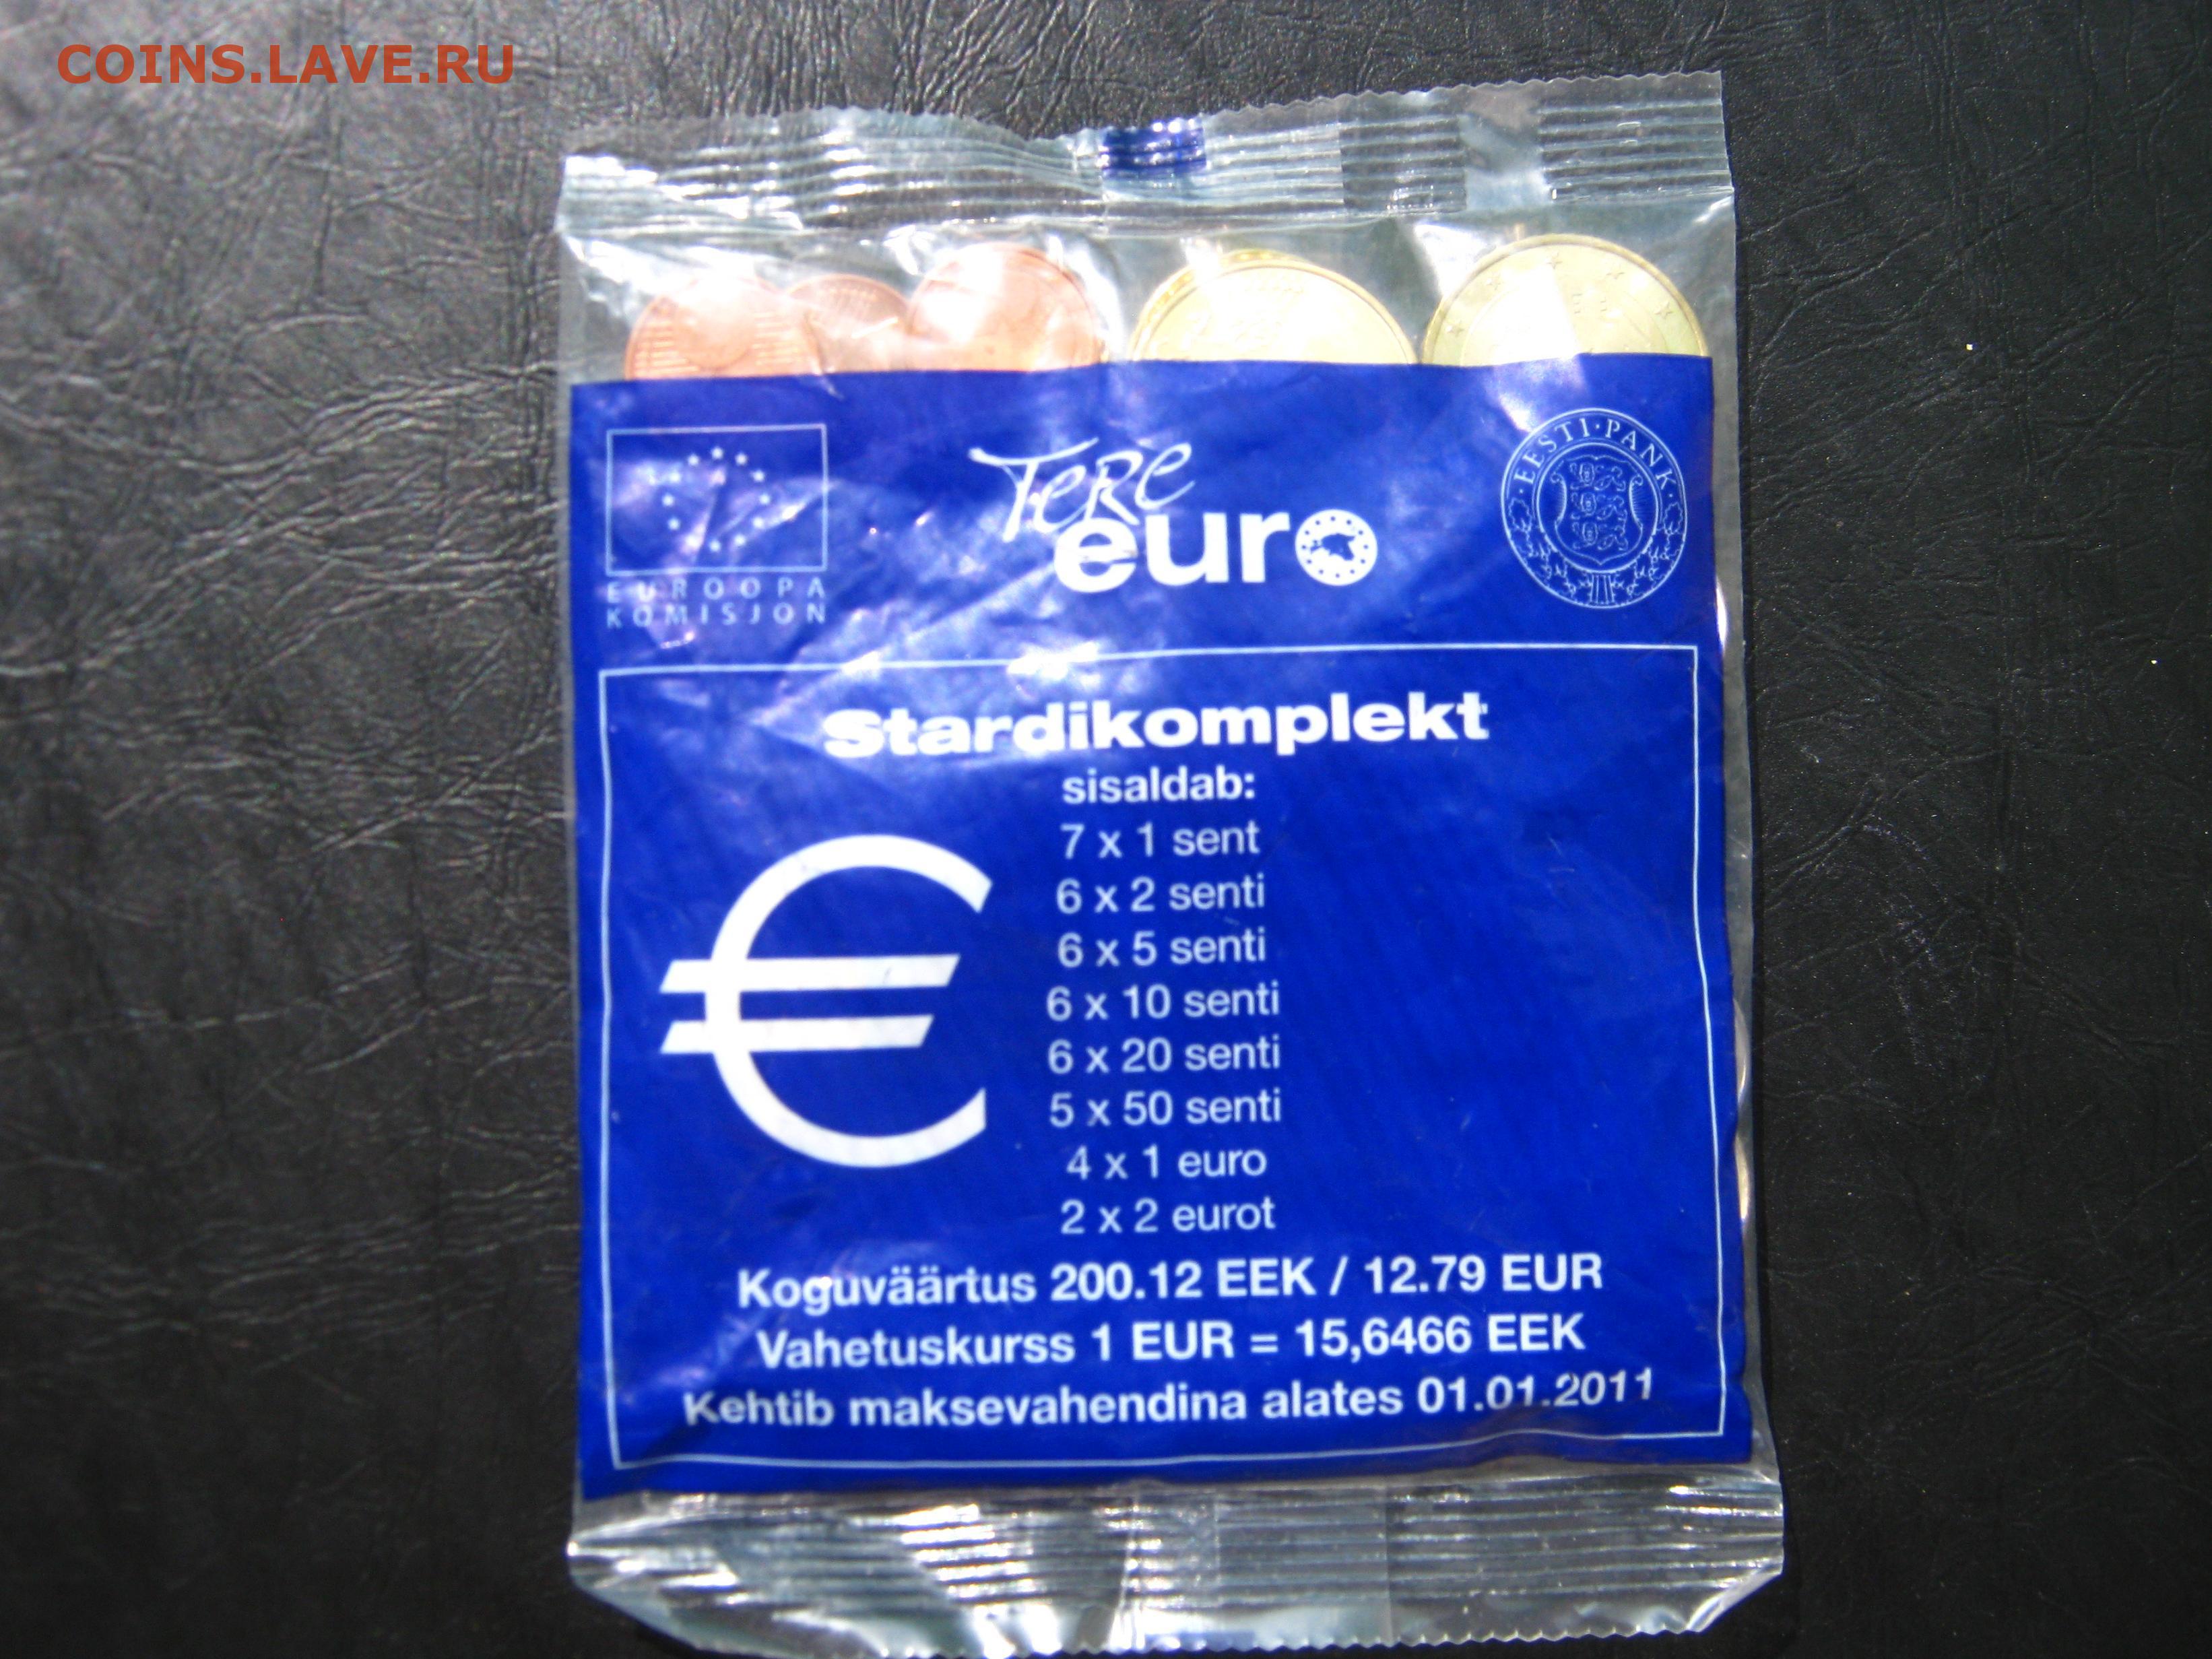 COINS.LAVE.RU
EUROOPA
KOMISJON
Tere
euro
EESTI·PANK
Stardikomplekt
sisaldab:
7 x 1 sent
6 x 2 senti
6 x 5 senti
6 x 10 senti
6 x 20 senti
5 x 50 senti
4 x 1 euro
2 x 2 eurot
€
Koguväärtus 200.12 EEK / 12.79 EUR
Vahetuskurss 1 EUR = 15,6466 EEK
Kehtib maksevahendina alates 01.01.2011